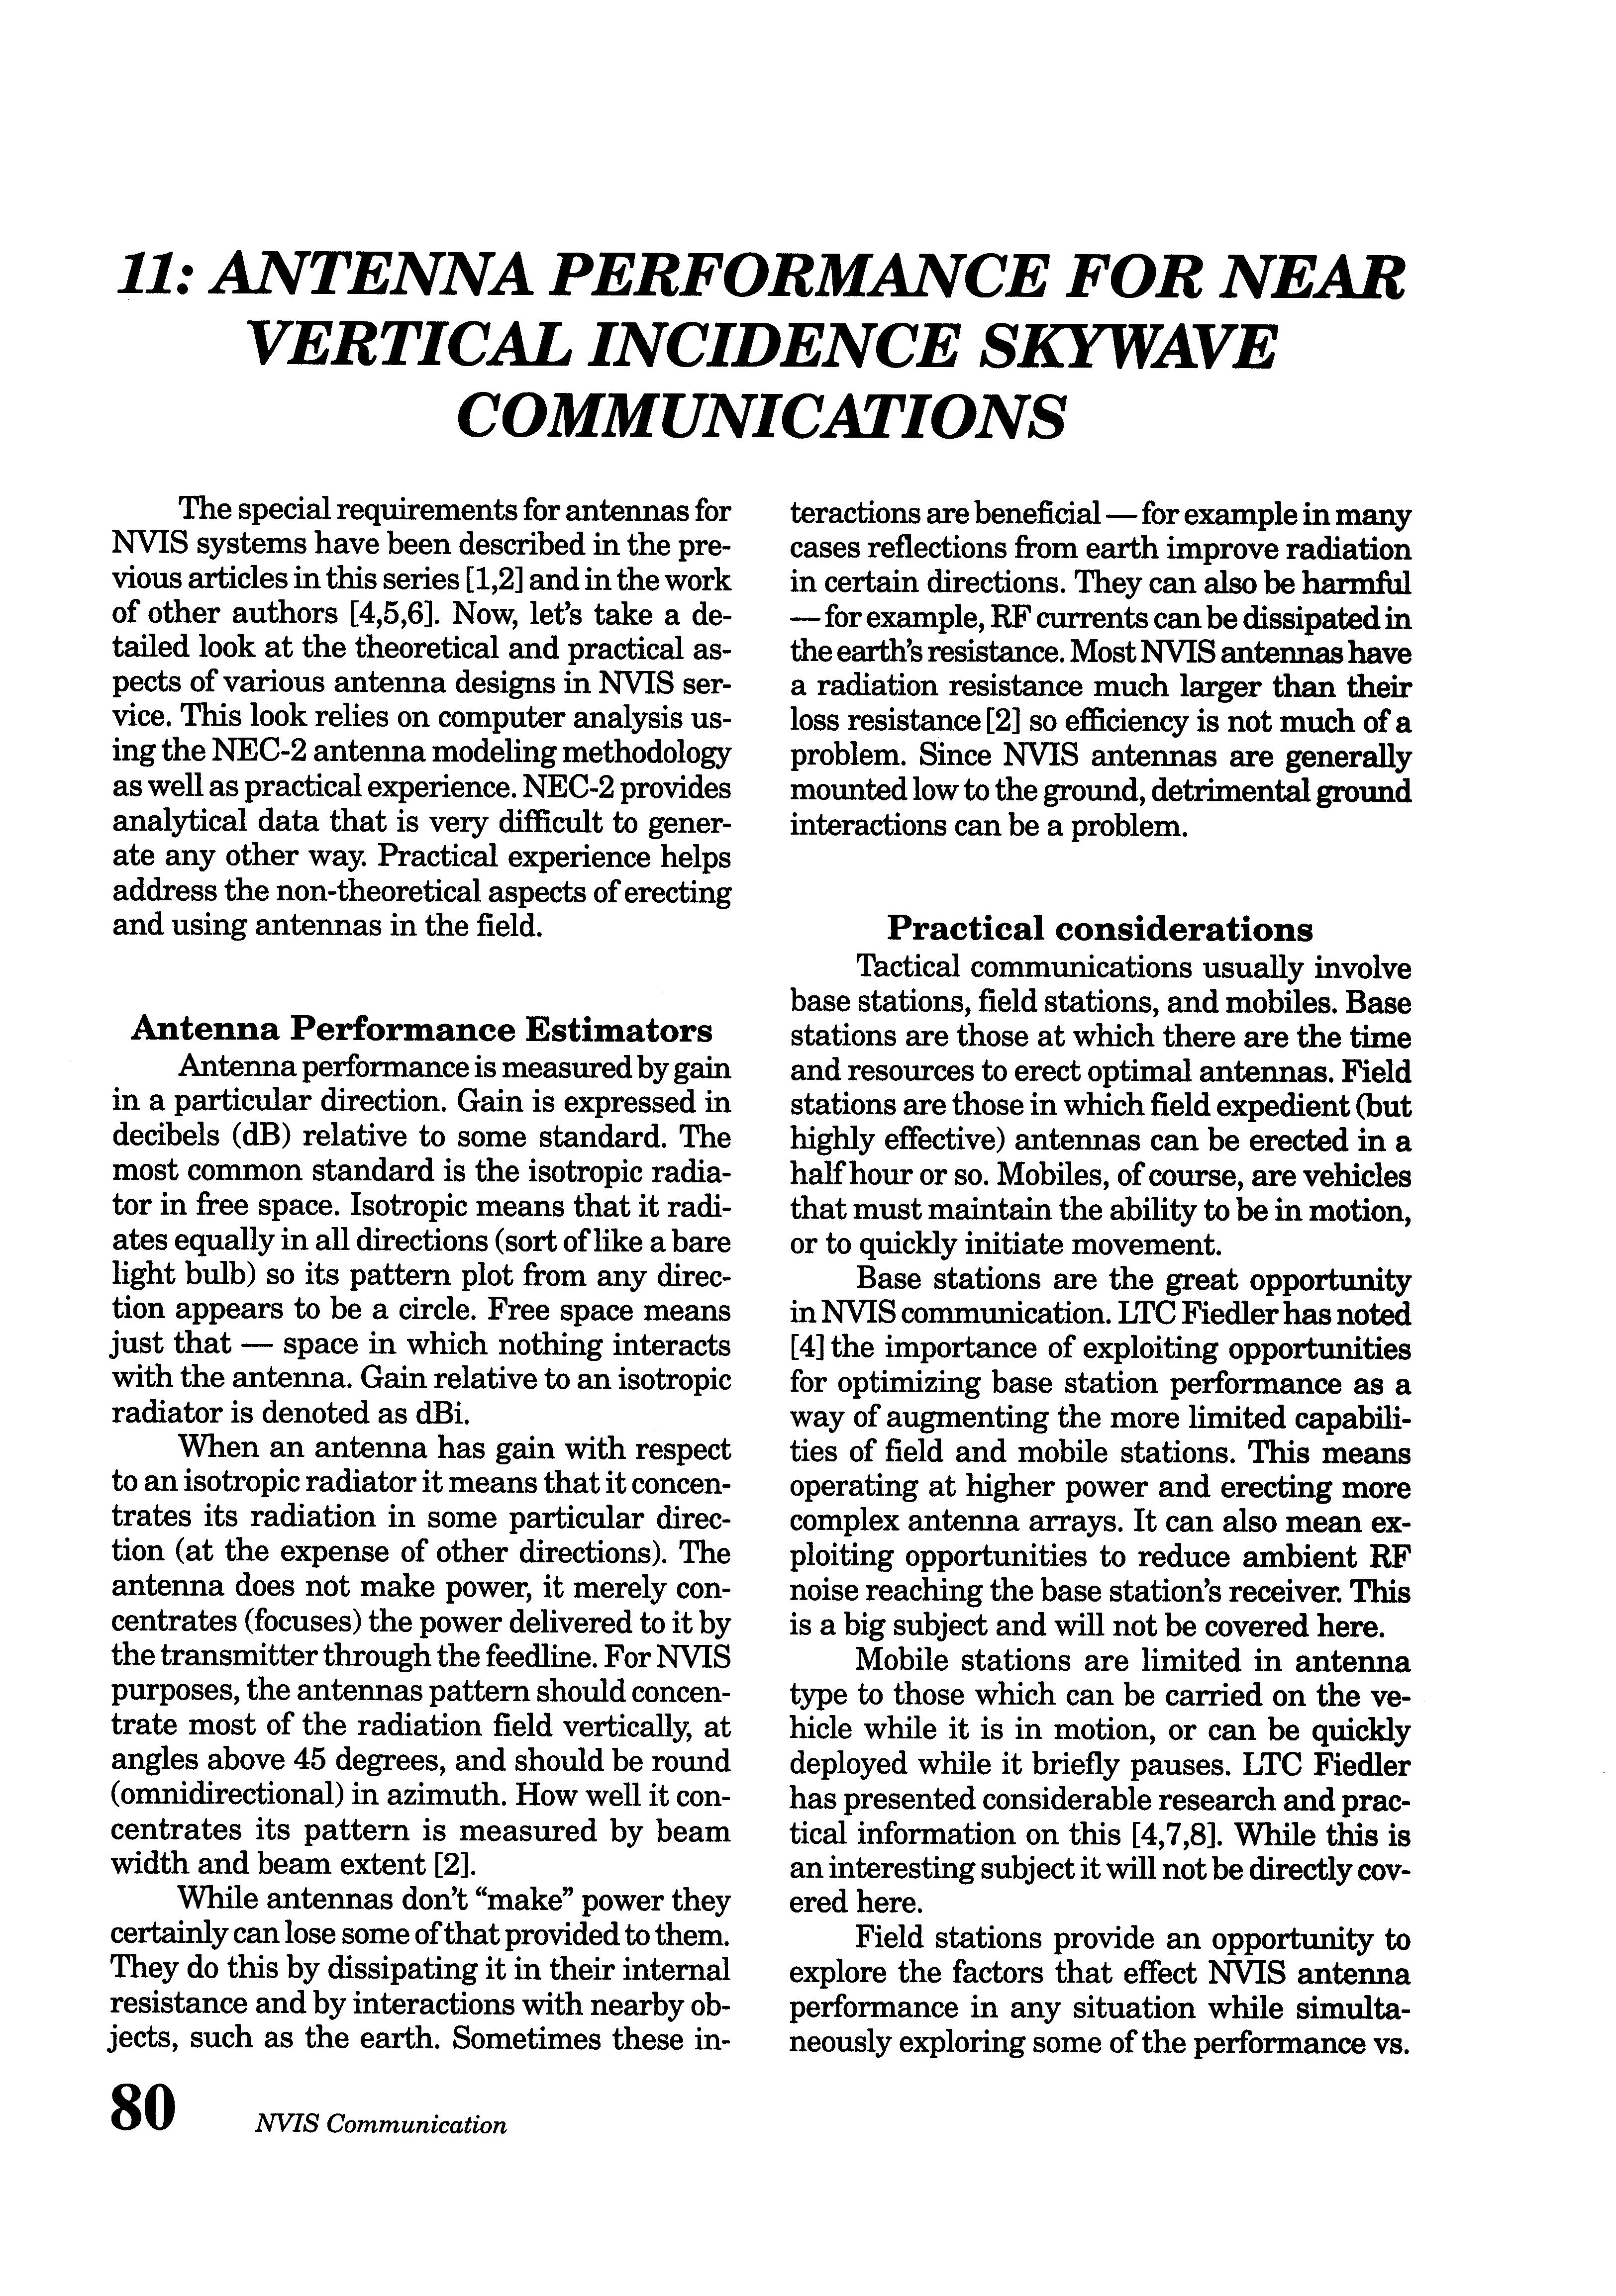 11: ANTENNA PERFORMANCE FOR NEAR
VERTICAL INCIDENCE SKYWAVE
COMMUNICATIONS
The special requirements for antennas for
NVIS systems have been described in the pre-
vious articles in this series [1,2] and in the work
of other authors [4,5,6]. Now, let's take a de-
tailed look at the theoretical and practical as-
pects of various antenna designs in NVIS ser-
vice. This look relies on computer analysis us-
ing the NEC-2 antenna modeling methodology
as well as practical experience. NEC-2 provides
analytical data that is very difficult to gener-
ate any other way. Practical experience helps
address the non-theoretical aspects of erecting
and using antennas in the field.
Antenna Performance Estimators
Antenna performance is measured by gain
in a particular direction. Gain is expressed in
decibels (dB) relative to some standard. The
most common standard is the isotropic radia-
tor in free space. Isotropic means that it radi-
ates equally in all directions (sort of like a bare
light bulb) so its pattern plot from any direc-
tion appears to be a circle. Free space means
just that — space in which nothing interacts
with the antenna. Gain relative to an isotropic
radiator is denoted as dBi.
When an antenna has gain with respect
to an isotropic radiator it means that it concen-
trates its radiation in some particular direc-
tion (at the expense of other directions). The
antenna does not make power, it merely con-
centrates (focuses) the power delivered to it by
the transmitter through the feedline. For NVIS
purposes, the antennas pattern should concen-
trate most of the radiation field vertically, at
angles above 45 degrees, and should be round
(omnidirectional) in azimuth. How well it con-
centrates its pattern is measured by beam
width and beam extent [2].
While antennas don't “make” power they
certainly can lose some of that provided to them.
They do this by dissipating it in their internal
resistance and by interactions with nearby ob-
jects, such as the earth. Sometimes these in-
teractions are beneficial — for example in many
cases reflections from earth improve radiation
in certain directions. They can also be harmful
— for example, RF currents can be dissipated in
the earth's resistance. Most NVIS antennas have
a radiation resistance much larger than their
loss resistance [2] so efficiency is not much of a
problem. Since NVIS antennas are generally
mounted low to the ground, detrimental ground
interactions can be a problem.
Practical considerations
Tactical communications usually involve
base stations, field stations, and mobiles. Base
stations are those at which there are the time
and resources to erect optimal antennas. Field
stations are those in which field expedient (but
highly effective) antennas can be erected in a
half hour or so. Mobiles, of course, are vehicles
that must maintain the ability to be in motion,
or to quickly initiate movement.
Base stations are the great opportunity
in NVIS communication. LTC Fiedler has noted
[4] the importance of exploiting opportunities
for optimizing base station performance as a
way of augmenting the more limited capabili-
ties of field and mobile stations. This means
operating at higher power and erecting more
complex antenna arrays. It can also mean ex-
ploiting opportunities to reduce ambient RF
noise reaching the base station's receiver. This
is a big subject and will not be covered here.
Mobile stations are limited in antenna
type to those which can be carried on the ve-
hicle while it is in motion, or can be quickly
deployed while it briefly pauses. LTC Fiedler
has presented considerable research and prac-
tical information on this [4,7,8]. While this is
an interesting subject it will not be directly cov-
ered here.
Field stations provide an opportunity to
explore the factors that effect NVIS antenna
performance in any situation while simulta-
neously exploring some of the performance vs.
80
NVIS Communication